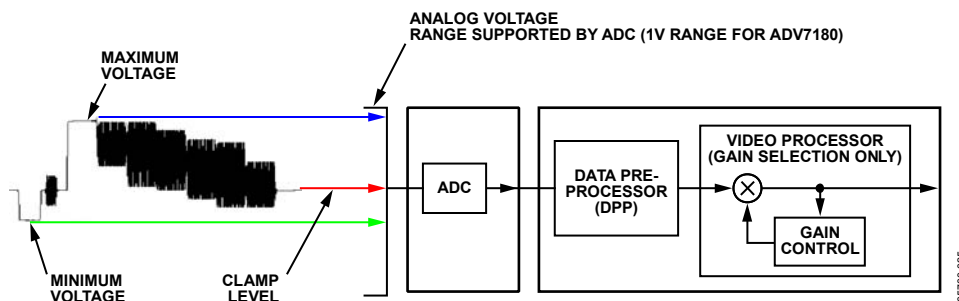 ANALOG VOLTAGE
RANGE SUPPORTED BY ADC (1V RANGE FOR ADV7180)
MAXIMUM
VOLTAGE
VIDEO PROCESSOR
(GAIN SELECTION ONLY)
ADC
DATA PRE-
PROCESSOR
(DPP)
GAIN
CONTROL
MINIMUM
VOLTAGE
CLAMP
LEVEL